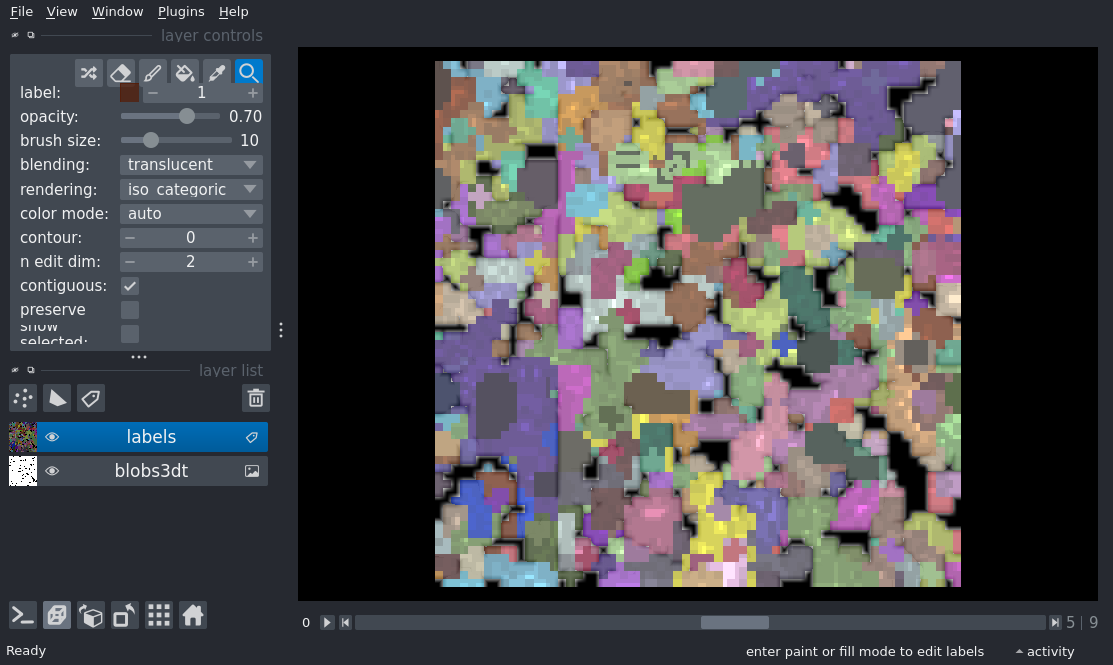 File View Window Plugins Help
layer controls
label: 1
opacity: 0.70
brush size: 10
blending: translucent
rendering: iso_categoric
color mode: auto
contour: 0
n edit dim: 2
contiguous:
preserve
show
selected:
layer list
labels
blobs3dt
0 5 | 9
Ready enter paint or fill mode to edit labels activity